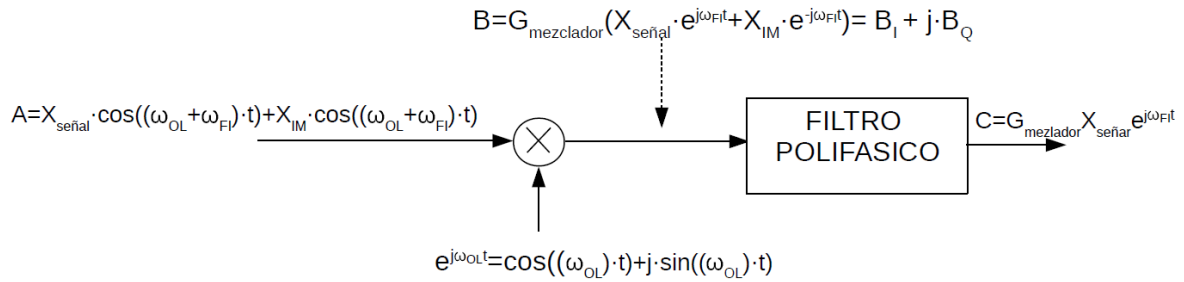 B=G_mezclador(X_señal·e^jω_FI t+X_IM·e^-jω_FI t)= B_I + j·B_Q
A=X_señal·cos((ω_OL+ω_FI)·t)+X_IM·cos((ω_OL+ω_FI)·t)
FILTRO
POLIFASICO
C=G_mezlador X_señar e^jω_FI t
e^jω_OL t=cos((ω_OL)·t)+j·sin((ω_OL)·t)